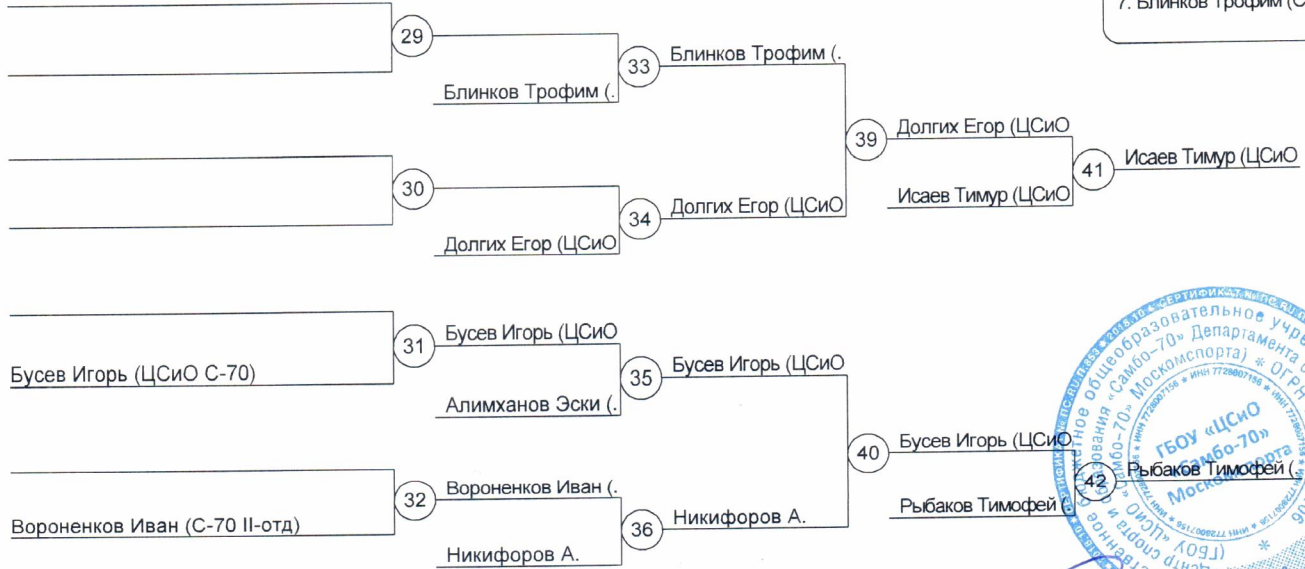 7. Блинков Трофим (С
29
Блинков Трофим (.
33
Блинков Трофим (.
30
Долгих Егор (ЦСиО
34
Долгих Егор (ЦСиО
39
Долгих Егор (ЦСиО
Исаев Тимур (ЦСиО
41
Исаев Тимур (ЦСиО
Бусев Игорь (ЦСиО С-70)
31
Бусев Игорь (ЦСиО
Алимханов Эски (.
35
Бусев Игорь (ЦСиО
Вороненков Иван (С-70 II-отд)
32
Вороненков Иван (.
Никифоров А.
36
Никифоров А.
40
Бусев Игорь (ЦСиО
Рыбаков Тимофей (.
42
Рыбаков Тимофей (.
ГБОУ «ЦСиО
«Самбо-70»
Москомспорта